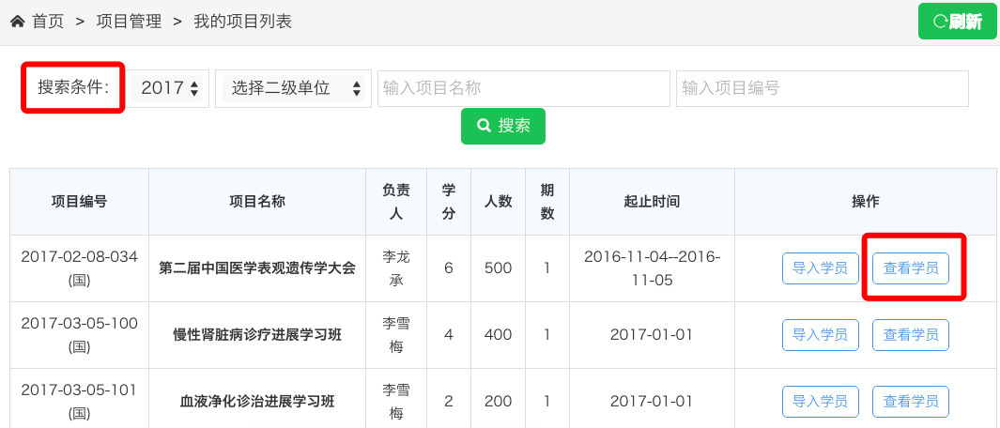 首页 > 项目管理 > 我的项目列表
刷新
搜索条件: 2017 选择二级单位 输入项目名称 输入项目编号
搜索
项目编号 项目名称 负责人 学分 人数 期数 起止时间 操作
2017-02-08-034(国) 第二届中国医学表观遗传学大会 李龙承 6 500 1 2016-11-04--2016-11-05 导入学员 查看学员
2017-03-05-100(国) 慢性肾脏病诊疗进展学习班 李雪梅 4 400 1 2017-01-01 导入学员 查看学员
2017-03-05-101(国) 血液净化诊治进展学习班 李雪梅 2 200 1 2017-01-01 导入学员 查看学员